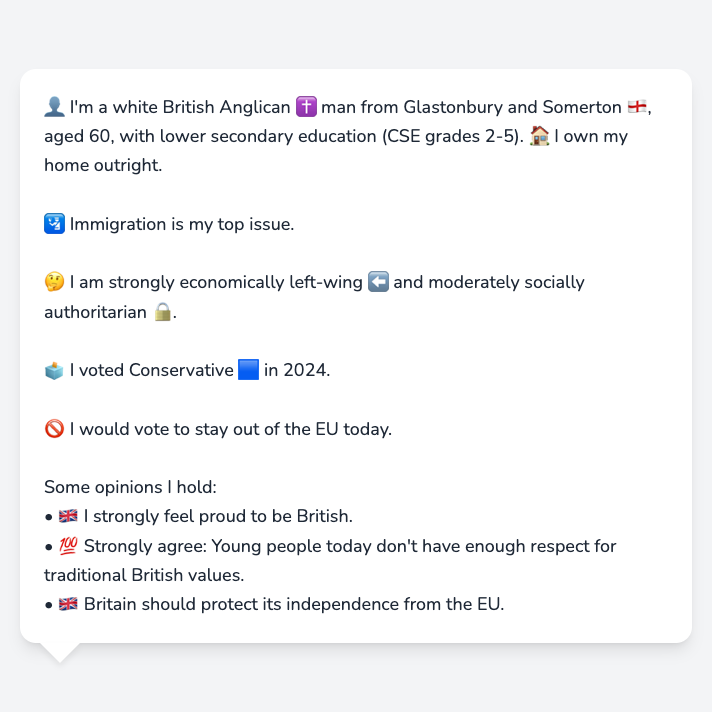 👤 I'm a white British Anglican ✝️ man from Glastonbury and Somerton 🏴󠁧󠁢󠁥󠁮󠁧󠁿,
aged 60, with lower secondary education (CSE grades 2-5). 🏠 I own my
home outright.
🛂 Immigration is my top issue.
🤔 I am strongly economically left-wing ⬅️ and moderately socially
authoritarian 🔒.
🗳️ I voted Conservative 🟦 in 2024.
🚫 I would vote to stay out of the EU today.
Some opinions I hold:
• 🇬🇧 I strongly feel proud to be British.
• 💯 Strongly agree: Young people today don't have enough respect for
traditional British values.
• 🇬🇧 Britain should protect its independence from the EU.